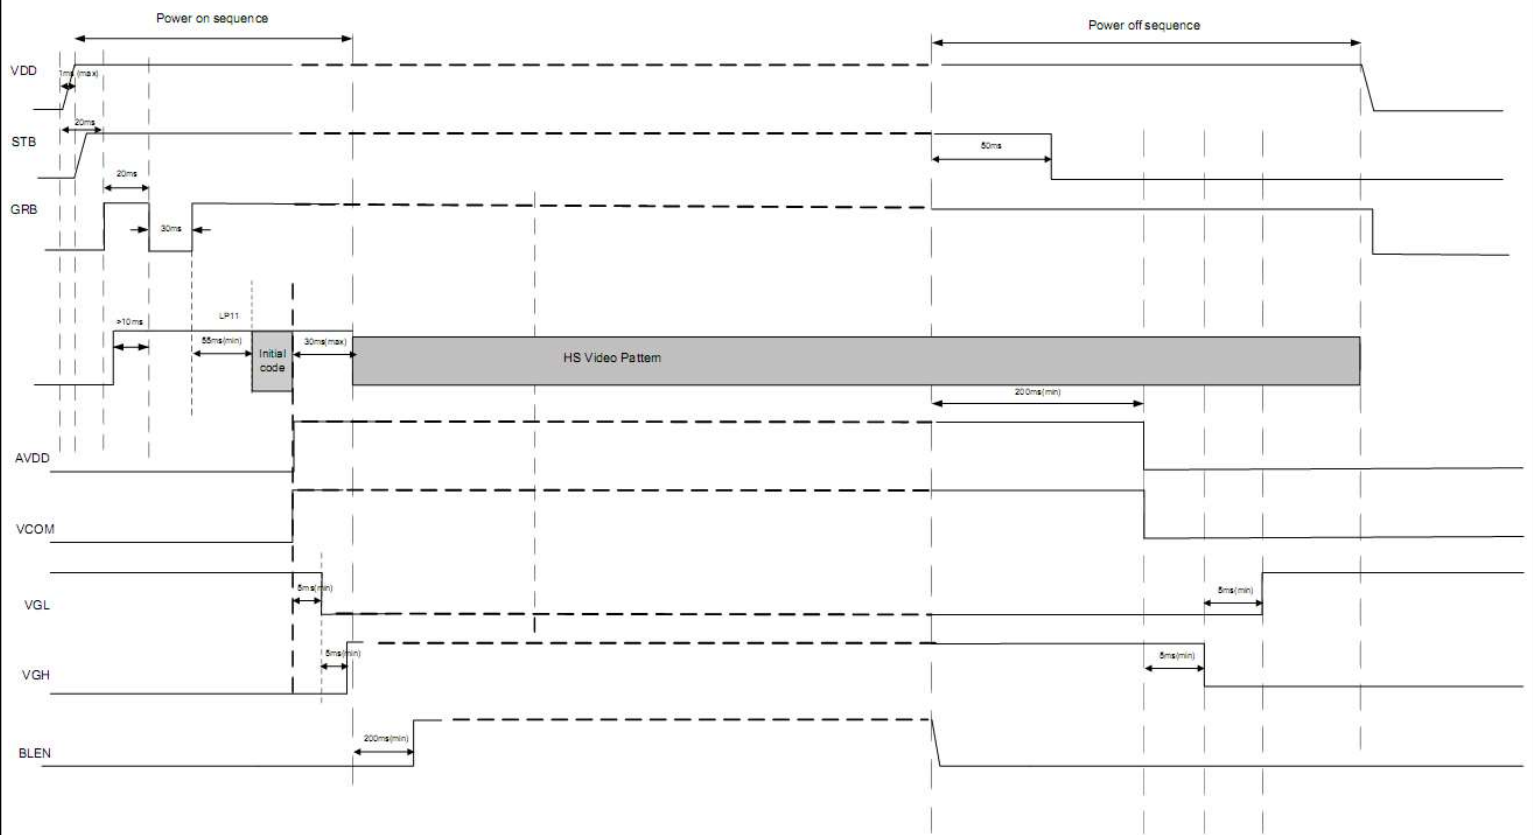 Power on sequence
Power off sequence
VDD
1ms (max)
20ms
STB
50ms
20ms
GRB
30ms
>10ms
LP11
55ms(min)
Initial
code
30ms(max)
HS Video Pattern
200ms(min)
AVDD
VCOM
5ms(min)
5ms(min)
VGL
5ms(min)
5ms(min)
VGH
200ms(min)
BLEN